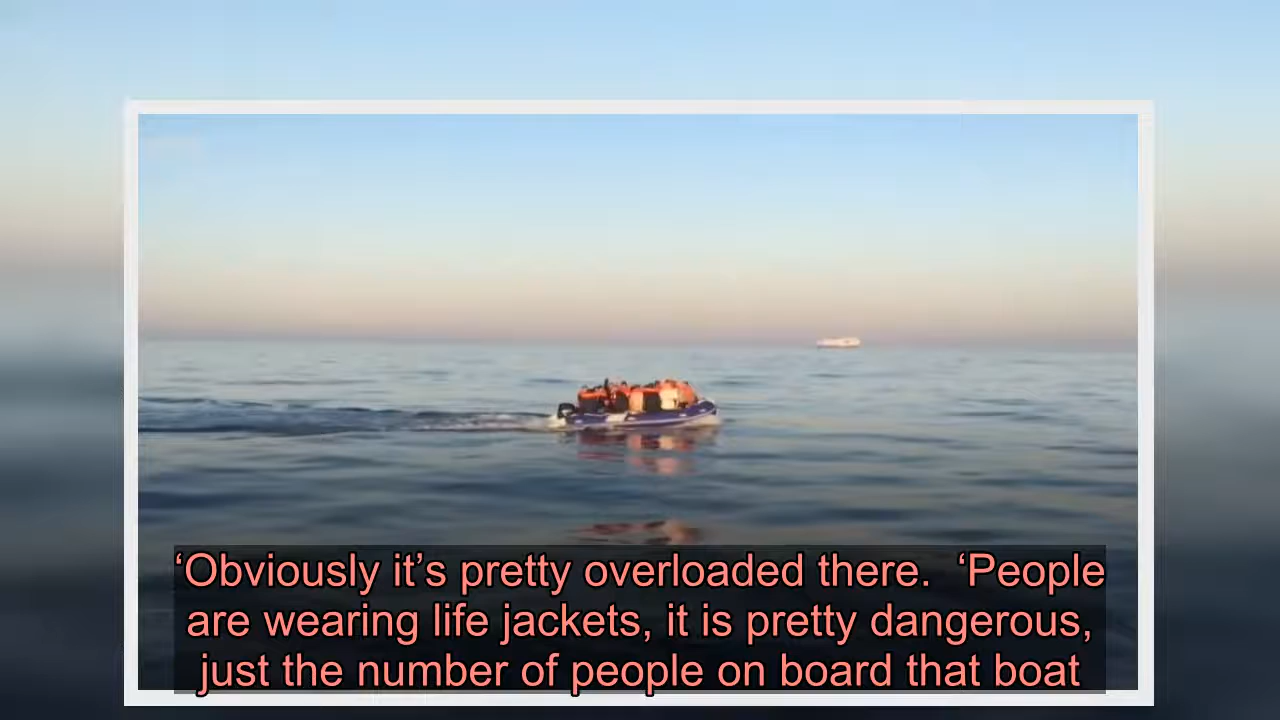 ‘Obviously it’s pretty overloaded there.  ‘People
are wearing life jackets, it is pretty dangerous,
just the number of people on board that boat